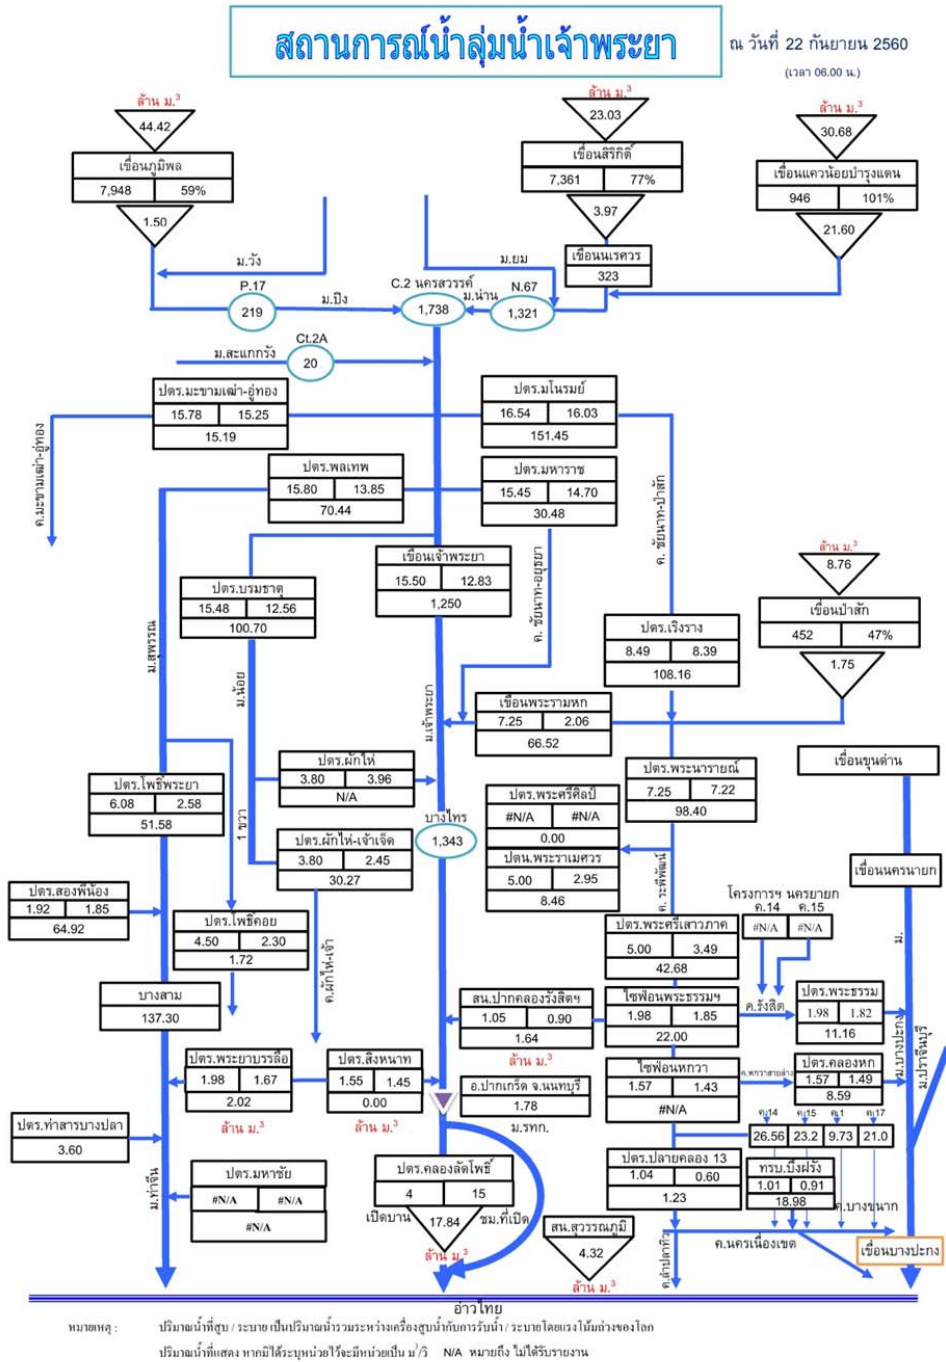 สถานการณ์น้ำลุ่มน้ำเจ้าพระยา
ณ วันที่ 22 กันยายน 2560
(เวลา 06.00 น.)
ล้าน ม.³
44.42
เขื่อนภูมิพล
7,948 59%
1.50
ล้าน ม.³
23.03
เขื่อนสิริกิติ์
7,361 77%
3.97
ล้าน ม.³
30.68
เขื่อนแควน้อยบำรุงแดน
946 101%
21.60
เขื่อนนเรศวร
323
ม.วัง
ม.ยม
P.17
219
ม.ปิง
C.2 นครสวรรค์
1,738
ม.น่าน
N.67
1,321
ม.สะแกกรัง
Ct.2A
20
ปตร.มะขามเฒ่า-อู่ทอง
15.78 15.25
15.19
ปตร.มโนรมย์
16.54 16.03
151.45
ค.มะขามเฒ่า-อู่ทอง
ปตร.พลเทพ
15.80 13.85
70.44
ปตร.มหาราช
15.45 14.70
30.48
ค. ชัยนาท-ป่าสัก
ค. ชัยนาท-อยุธยา
เขื่อนเจ้าพระยา
15.50 12.83
1,250
ปตร.บรมธาตุ
15.48 12.56
100.70
ล้าน ม.³
8.76
เขื่อนป่าสัก
452 47%
1.75
ปตร.เริงราง
8.49 8.39
108.16
ม.สุพรรณ
ม.น้อย
ม.เจ้าพระยา
เขื่อนพระรามหก
7.25 2.06
66.52
ปตร.ผักไห่
3.80 3.96
N/A
ปตร.พระนารายณ์
7.25 7.22
98.40
เขื่อนขุนด่าน
ปตร.โพธิ์พระยา
6.08 2.58
51.58
1 ขวา
ปตร.พระศรีศิลป์
#N/A #N/A
0.00
บางไทร
1,343
ปตร.ผักไห่-เจ้าเจ็ด
3.80 2.45
30.27
ปตน.พระราเมศวร
5.00 2.95
8.46
ค. ระพีพัฒน์
เขื่อนนครนายก
ปตร.สองพี่น้อง
1.92 1.85
64.92
ปตร.โพธิ์คอย
4.50 2.30
1.72
ค.ผักไห่-เจ้า
โครงการฯ นครยายก
ค.14 ค.15
#N/A #N/A
ปตร.พระศรีเสาวภาค
5.00 3.49
42.68
ม.
บางสาม
137.30
สน.ปากคลองรังสิตฯ
1.05 0.90
1.64
ล้าน ม.³
ไซฟ่อนพระธรรมฯ
1.98 1.85
22.00
ค.รังสิต
ปตร.พระธรรม
1.98 1.82
11.16
ม.บางปะกง
ม.ปราจีนบุรี
ปตร.พระยาบรรลือ
1.98 1.67
2.02
ล้าน ม.³
ปตร.สิงหนาท
1.55 1.45
0.00
ล้าน ม.³
อ.ปากเกร็ด จ.นนทบุรี
1.78
ม.รทก.
ไซฟ่อนหกวา
1.57 1.43
#N/A
ค.หกวาสายล่าง
ปตร.คลองหก
1.57 1.49
8.59
ค.14 ค.15 ค.1 ค.17
26.56 23.2 9.73 21.0
ปตร.ท่าสารบางปลา
3.60
ม.ท่าจีน
ปตร.มหาชัย
#N/A #N/A
#N/A
ปตร.คลองลัดโพธิ์
4 15
เปิดบาน
ชม.ที่เปิด
17.84
ล้าน ม.³
ปตร.ปลายคลอง 13
1.04 0.60
1.23
ทรบ.บึงฝรั่ง
1.01 0.91
18.98
ค.บางขนาก
สน.สุวรรณภูมิ
4.32
ล้าน ม.³
ค.ลำปลาทิว
ค.นครเนื่องเขต
เขื่อนบางปะกง
อ่าวไทย
หมายเหตุ : ปริมาณน้ำที่สูบ / ระบาย เป็นปริมาณน้ำรวมระหว่างเครื่องสูบน้ำกับการรับน้ำ / ระบายโดยแรงโน้มถ่วงของโลก
ปริมาณน้ำที่แสดง หากมิได้ระบุหน่วยไว้จะมีหน่วยเป็น ม³/วิ N/A หมายถึง ไม่ได้รับรายงาน